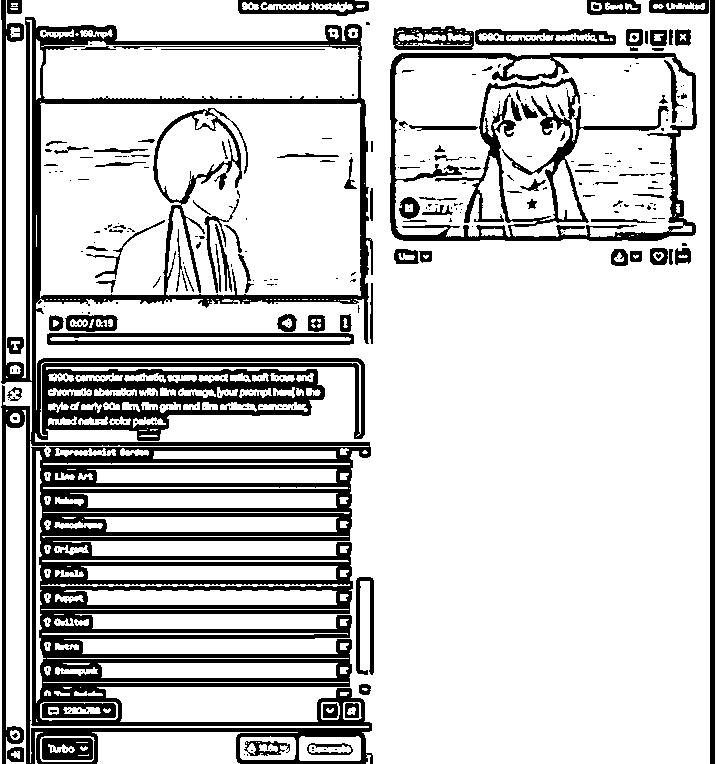 90s Camcorder Nostalgia
Save in...
Unlimited
Cropped - 169.mp4
1990s camcorder aesthetic, s...
0:00 / 0:19
1990s camcorder aesthetic, square aspect ratio, soft focus and
chromatic aberration with film damage, [your prompt here] in the
style of early 90s film, film grain and film artifacts, camcorder,
muted natural color palette.
Impressionist Garden
Line Art
Makeup
Monochrome
Origami
Pixels
Puppet
Quilted
Retro
Steampunk
1280x768
Turbo
Generate